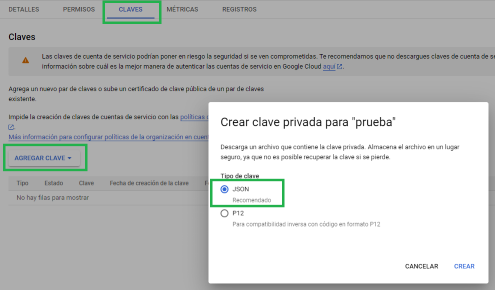 DETALLES PERMISOS CLAVES MÉTRICAS REGISTROS
Claves
Las claves de cuenta de servicio podrían poner en riesgo la seguridad si se ven comprometidas. Te recomendamos que no descargues claves de cuenta de se
información sobre cuál es la mejor manera de autenticar las cuentas de servicio en Google Cloud aquí.
Agrega un nuevo par de claves o sube un certificado de clave pública de un par de claves
existente.
Impide la creación de claves de cuentas de servicio con las políticas
Más información para configurar políticas de la organización en cuen
AGREGAR CLAVE
Tipo Estado Clave Fecha de creación de la clave
No hay filas para mostrar
Crear clave privada para "prueba"
Descarga un archivo que contiene la clave privada. Almacena el archivo en un lugar
seguro, ya que no es posible recuperar la clave si se pierde.
Tipo de clave
JSON
Recomendado
P12
Para compatibilidad inversa con código en formato P12
CANCELAR CREAR